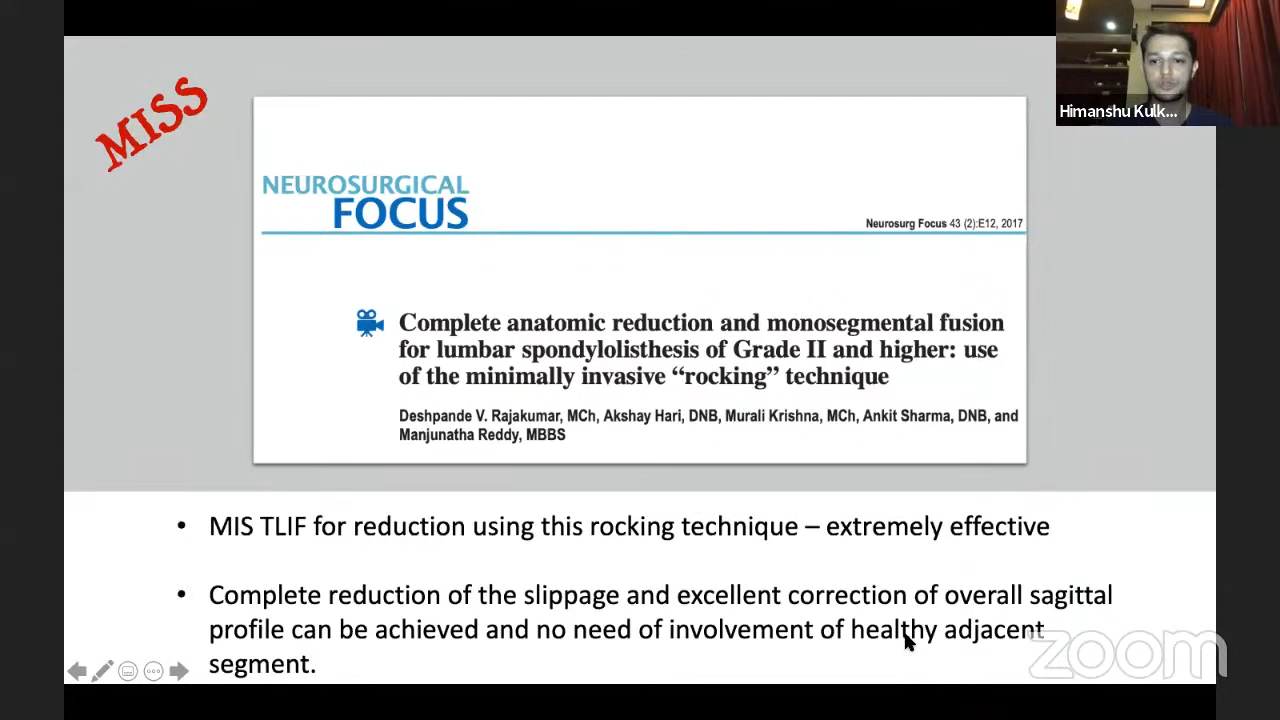 MISS
Himanshu Kulk...
NEUROSURGICAL
FOCUS
Neurosurg Focus 43 (2):E12, 2017
Complete anatomic reduction and monosegmental fusion
for lumbar spondylolisthesis of Grade II and higher: use
of the minimally invasive “rocking” technique
Deshpande V. Rajakumar, MCh, Akshay Hari, DNB, Murali Krishna, MCh, Ankit Sharma, DNB, and
Manjunatha Reddy, MBBS
• MIS TLIF for reduction using this rocking technique – extremely effective
• Complete reduction of the slippage and excellent correction of overall sagittal
profile can be achieved and no need of involvement of healthy adjacent
segment.
zoom